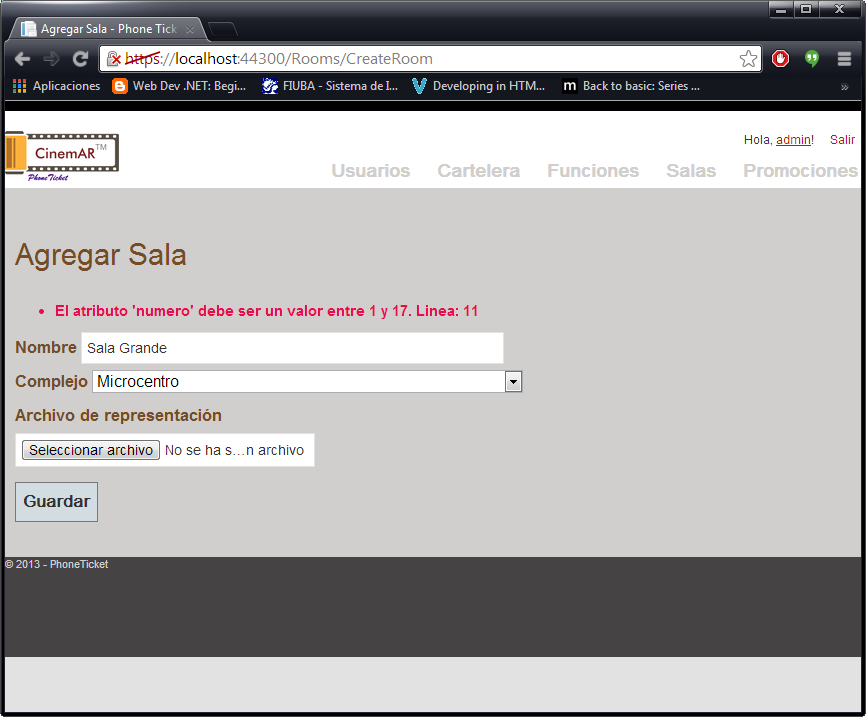 Agregar Sala - Phone Tick
https://localhost:44300/Rooms/CreateRoom
Aplicaciones Web Dev .NET: Begi... FIUBA - Sistema de I... Developing in HTM... m Back to basic: Series ... »
CinemAR™
PhoneTicket
Hola, admin! Salir
Usuarios Cartelera Funciones Salas Promociones
Agregar Sala
• El atributo 'numero' debe ser un valor entre 1 y 17. Linea: 11
Nombre Sala Grande
Complejo Microcentro
Archivo de representación
Seleccionar archivo No se ha s...n archivo
Guardar
© 2013 - PhoneTicket